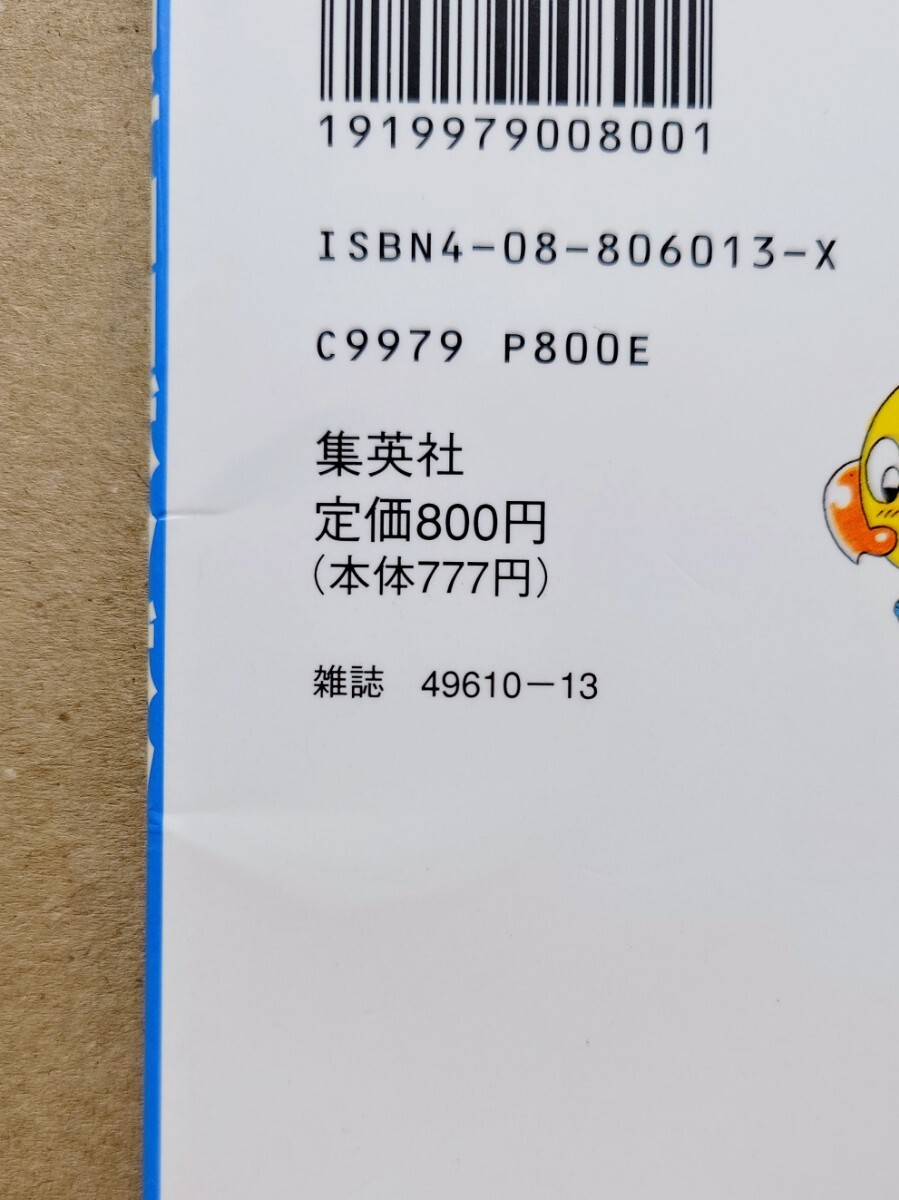 1919979008001
ISBN4-08-806013-X
C9979 P800E
集英社
定価800円
(本体777円)
雑誌 49610-13